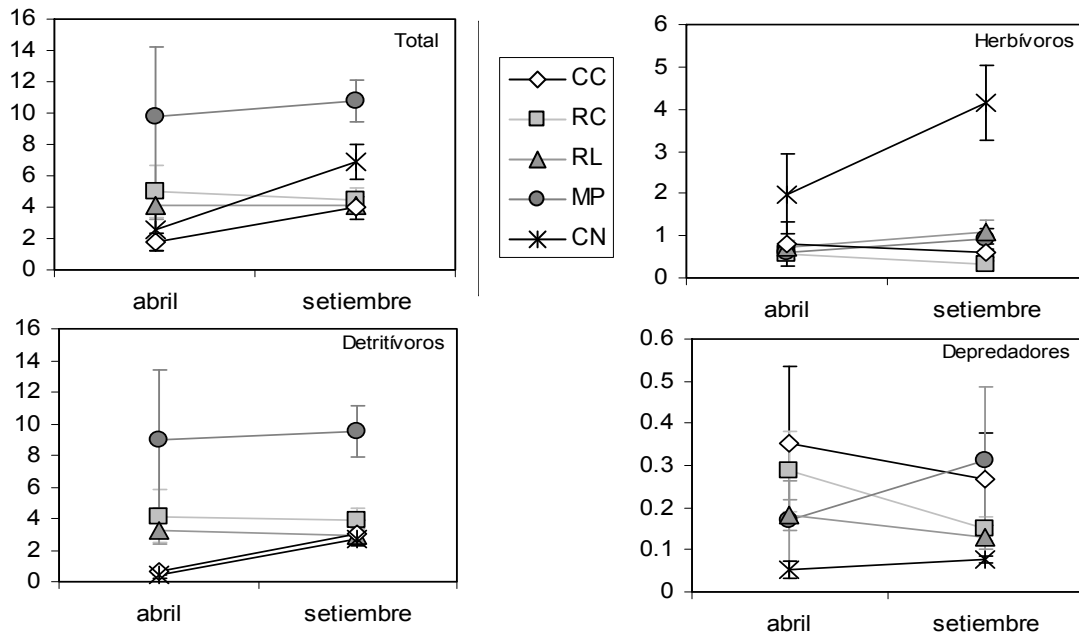 Total
16
14
12
10
8
6
4
2
0
abril setiembre
CC
RC
RL
MP
CN
Herbívoros
6
5
4
3
2
1
0
abril setiembre
Detritívoros
16
14
12
10
8
6
4
2
0
abril setiembre
Depredadores
0.6
0.5
0.4
0.3
0.2
0.1
0
abril setiembre